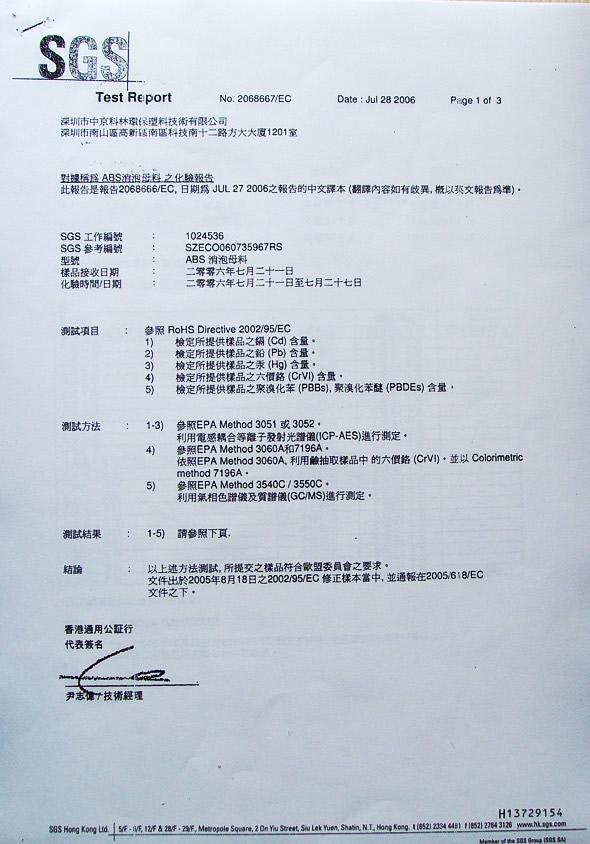 SGS
Test Report No. 2068667/EC Date : Jul 28 2006 Page 1 of 3
深圳市中京科林環保塑料技術有限公司
深圳市南山區高新區南區科技南十二路方大大廈1201室
對據稱為 ABS消泡母料 之化驗報告
此報告是報告2068666/EC, 日期為 JUL 27 2006之報告的中文譯本 (翻譯內容如有歧異, 概以英文報告為準)。
SGS 工作編號 : 1024536
SGS 參考編號 : SZECO060735967RS
型號 : ABS 消泡母料
樣品接收日期 : 二零零六年七月二十一日
化驗時間/日期 : 二零零六年七月二十一日至七月二十七日
測試項目 : 參照 RoHS Directive 2002/95/EC
1) 檢定所提供樣品之鎘 (Cd) 含量。
2) 檢定所提供樣品之鉛 (Pb) 含量。
3) 檢定所提供樣品之汞 (Hg) 含量。
4) 檢定所提供樣品之六價鉻 (CrVI) 含量。
5) 檢定所提供樣品之聚溴化苯 (PBBs), 聚溴化苯醚 (PBDEs) 含量。
測試方法 : 1-3) 參照EPA Method 3051 或 3052。
利用電感耦合等離子發射光譜儀(ICP-AES)進行測定。
4) 參照EPA Method 3060A和7196A。
依照EPA Method 3060A, 利用鹼抽取樣品中 的六價鉻 (CrVI)。並以 Colorimetric
method 7196A。
5) 參照EPA Method 3540C / 3550C。
利用氣相色譜儀及質譜儀(GC/MS)進行測定。
測試結果 : 1-5) 請參照下頁.
結論 : 以上述方法測試, 所提交之樣品符合歐盟委員會之要求。
文件出於2005年8月18日之2002/95/EC 修正樣本當中, 並通報在2005/618/EC
文件之下。
香港通用公証行
代表簽名
尹志偉 / 技術經理
H13729154
SGS Hong Kong Ltd. 5/F - /F, 12/F & 28/F - 29/F, Metropole Square, 2 On Yiu Street, Siu Lek Yuen, Shatin, N.T., Hong Kong. t (852) 2334 4481 f (852) 2764 3126 www.hk.sgs.com
Member of the SGS Group (SGS SA)